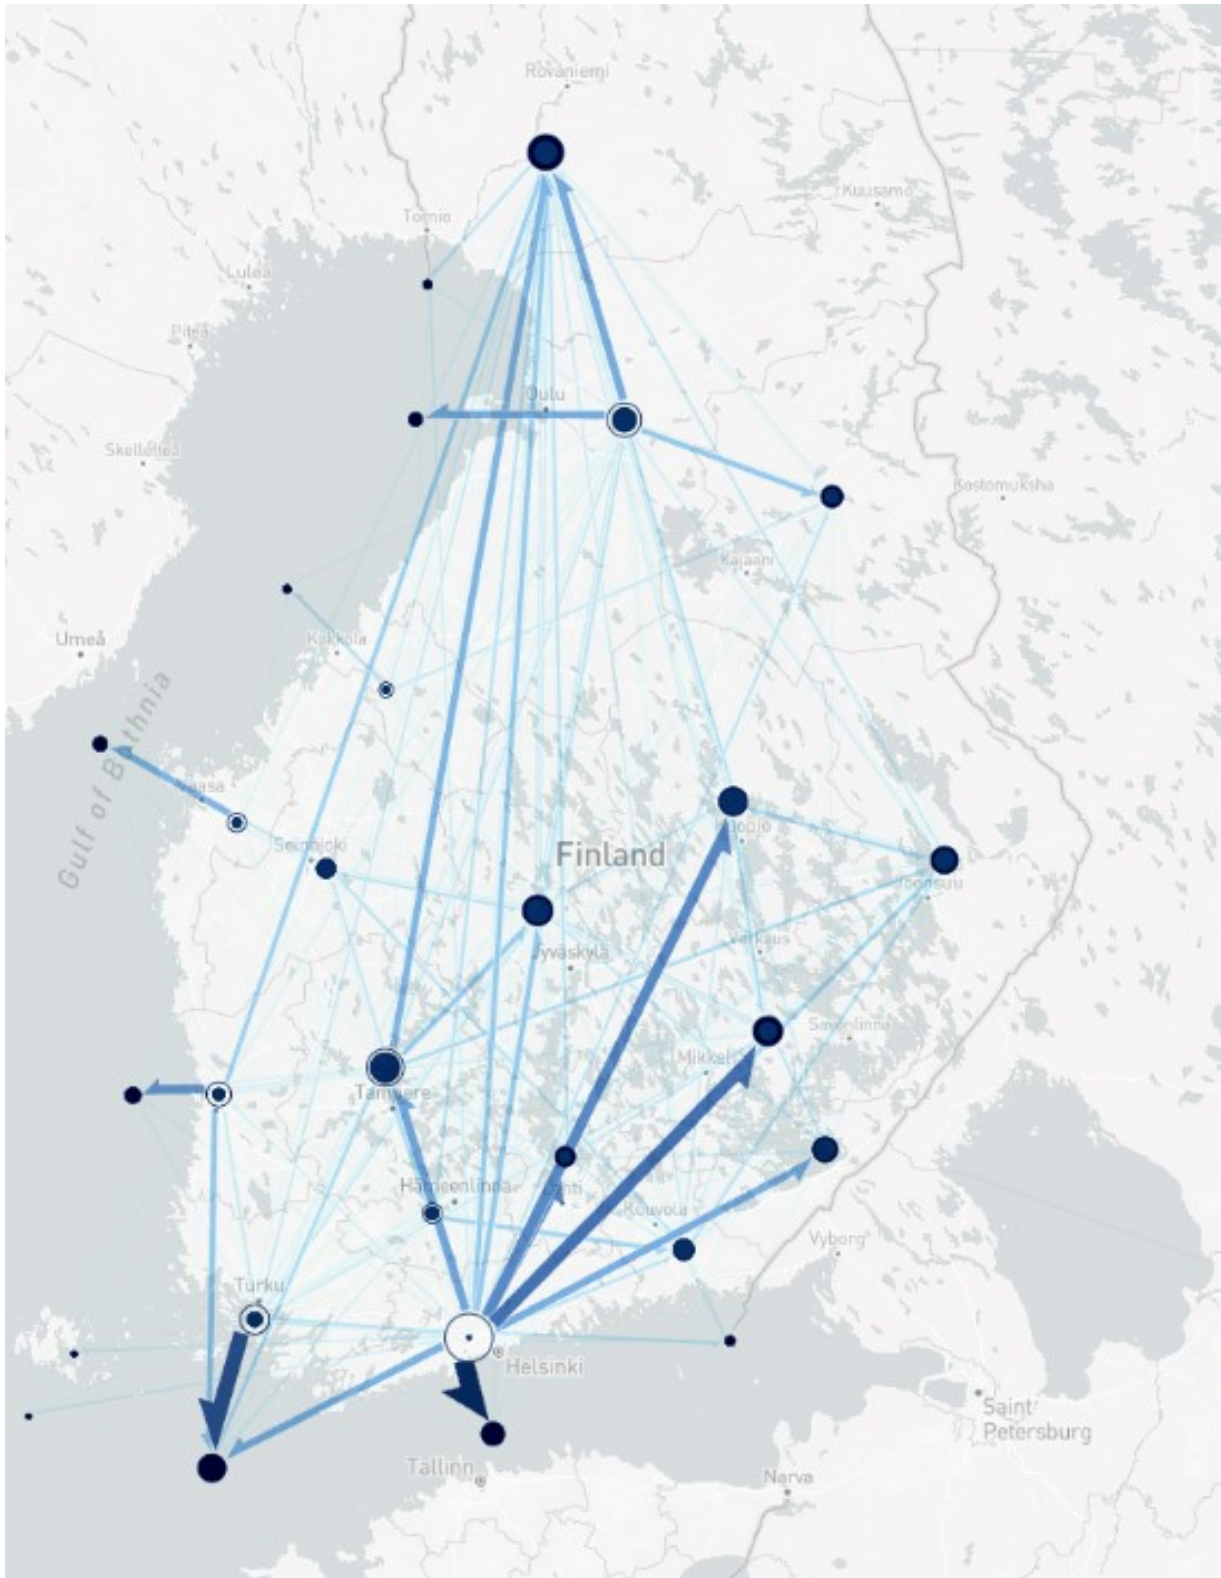 Rovaniemi
Kuusamo
Tornio
Luleå
Piteå
Oulu
Skellefteå
Kostomuksha
Kajaani
Umeå
Kokkola
Gulf of Bothnia
Vaasa
Seinäjoki
Kuopio
Finland
Joensuu
Jyväskylä
Varkaus
Savonlinna
Mikkeli
Tampere
Hämeenlinna
Lahti
Kouvola
Vyborg
Turku
Helsinki
Saint
Petersburg
Tallinn
Narva